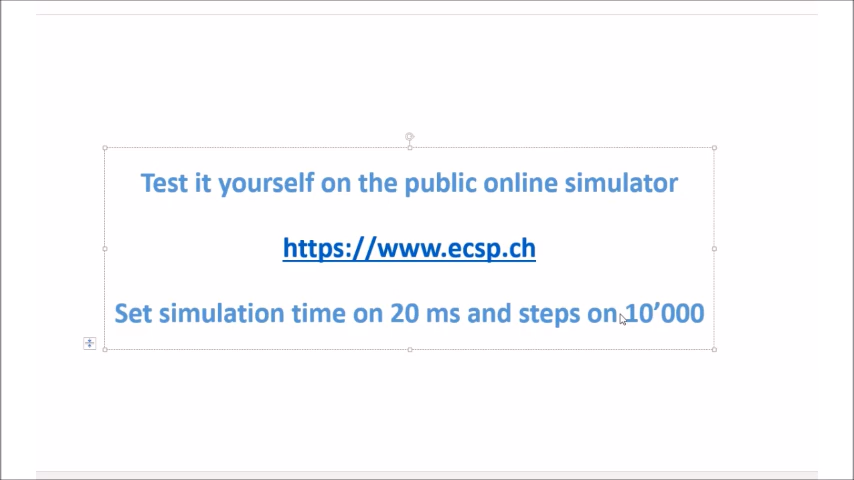 Test it yourself on the public online simulator
https://www.ecsp.ch
Set simulation time on 20 ms and steps on 10’000